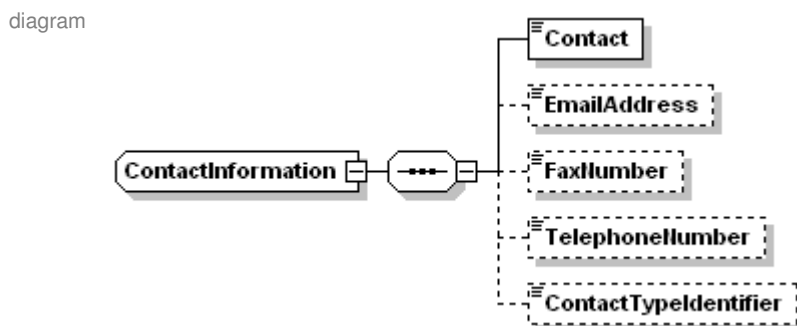 diagram
Contact
EmailAddress
ContactInformation
FaxNumber
TelephoneNumber
ContactTypeIdentifier